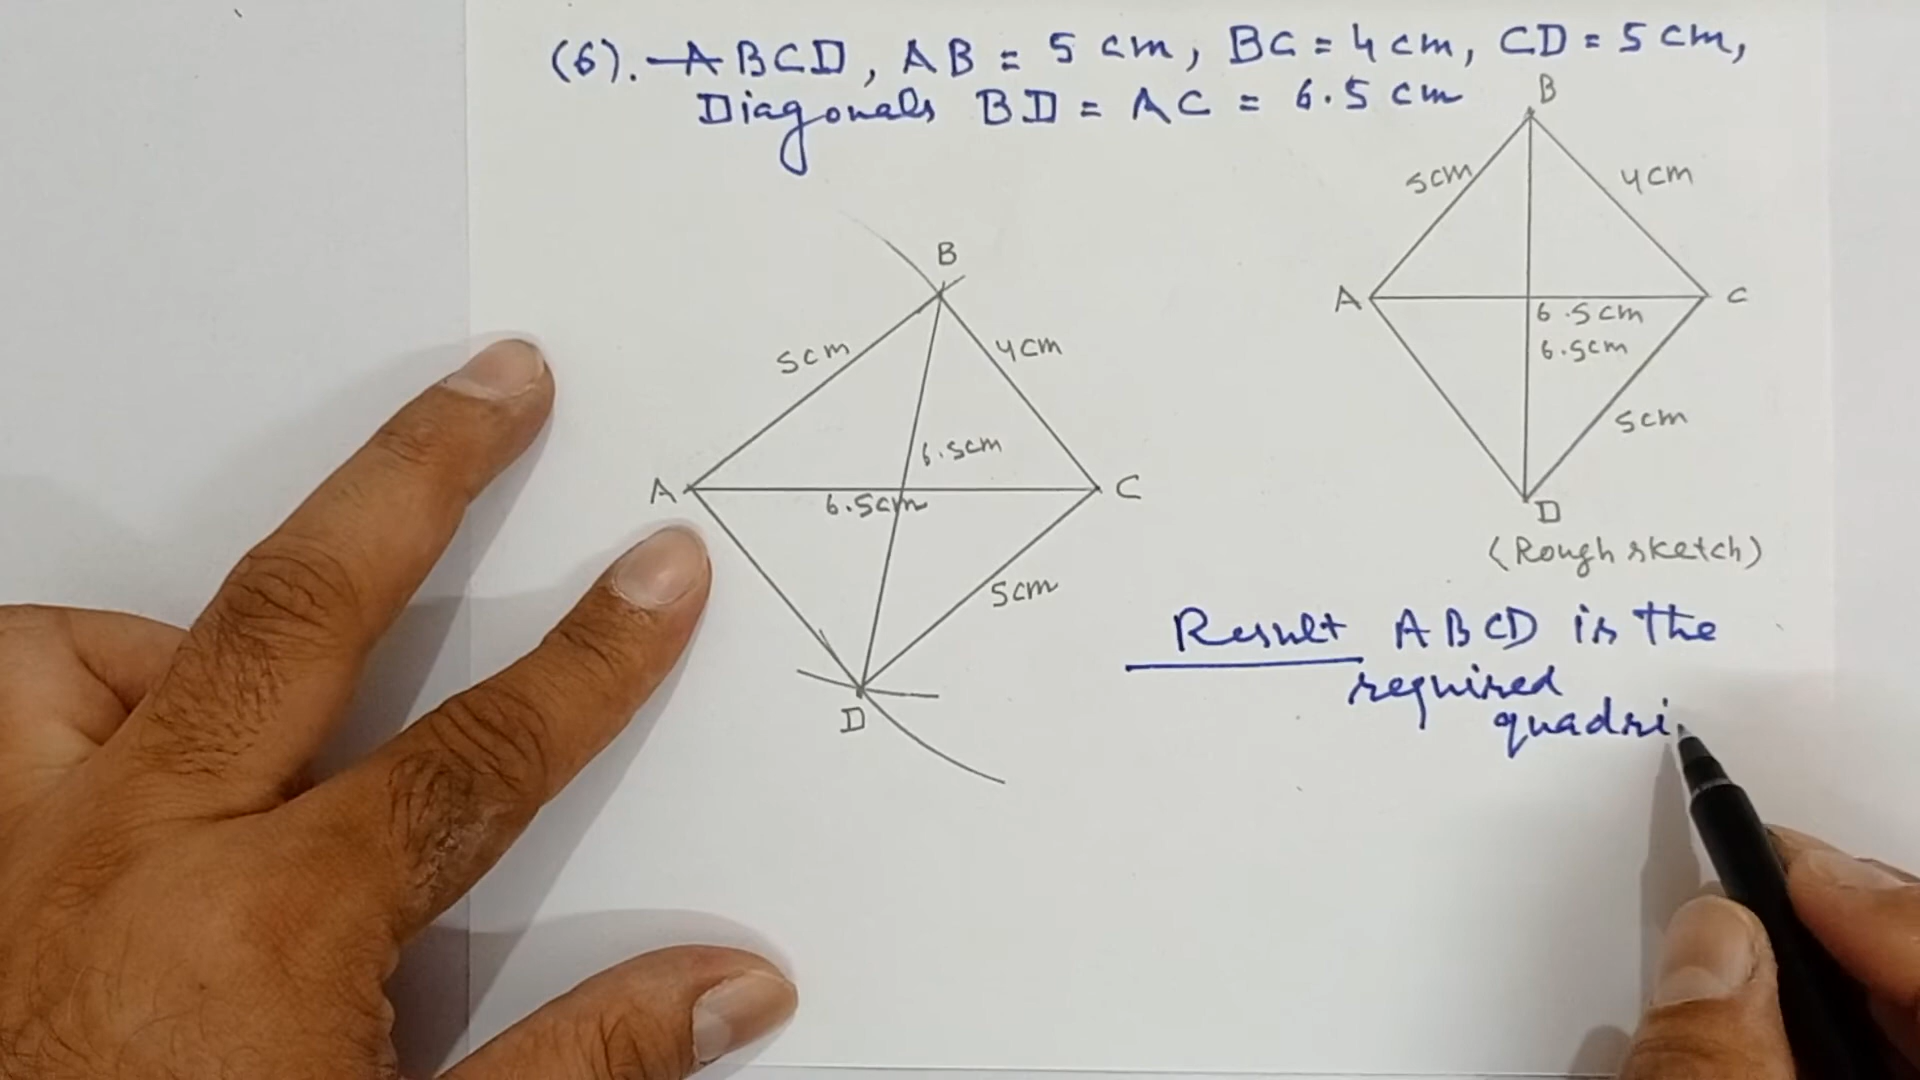 (6). ABCD, AB = 5 cm, BC = 4 cm, CD = 5 cm,
Diagonals BD = AC = 6.5 cm
B
5cm
4cm
A
C
6.5cm
6.5cm
5cm
D
(Rough sketch)
B
5cm
4cm
6.5cm
A
C
6.5cm
5cm
D
Result ABCD is the
required
quadri